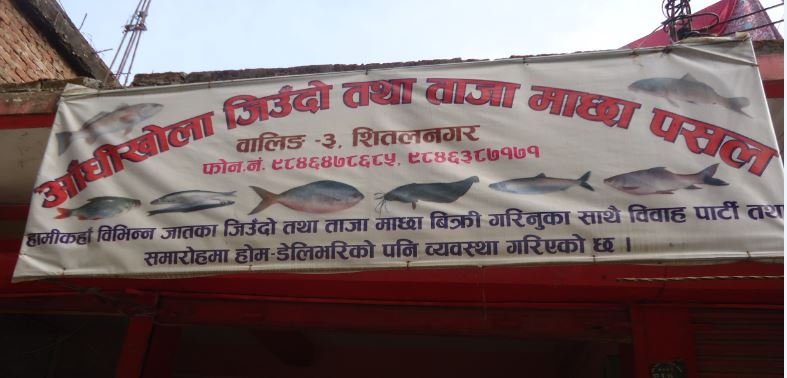 आँधीखोला जिउँदो तथा ताजा माछा पसल
वालिङ -३, शितलनगर
फोन.नं. ९८४६४७८६८५, ९८४६३८७१७१
हामीकहाँ विभिन्न जातका जिउँदो तथा ताजा माछा बिक्री गरिनुका साथै विवाह पार्टी तथा
समारोहमा होम-डेलिभरिको पनि व्यवस्था गरिएको छ ।